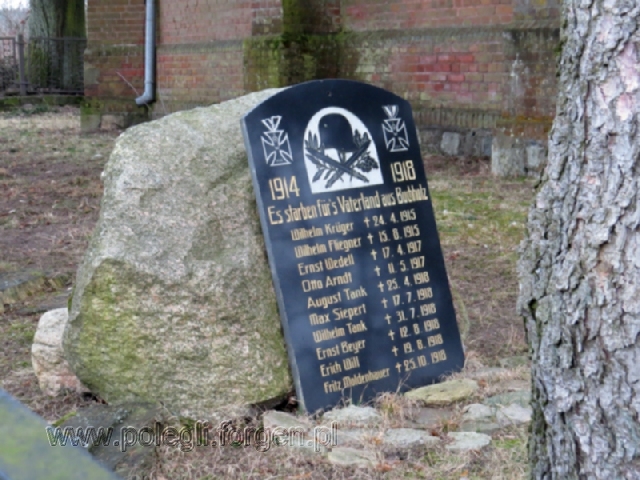 1914 1918
Es starben für's Vaterland aus Buchholz
Wilhelm Krüger ✝ 24. 4. 1915
Wilhelm Fliegner ✝ 15. 8. 1915
Ernst Wedell ✝ 17. 4. 1917
Otto Arndt ✝ 11. 5. 1917
August Tank ✝ 25. 4. 1918
Max Siepert ✝ 17. 7. 1918
Wilhelm Tank ✝ 31. 7. 1918
Ernst Beyer ✝ 12. 8. 1918
Erich Will ✝ 19. 8. 1918
Fritz Moldenhauer ✝ 25. 10. 1918
www.polegli.forgen.pl